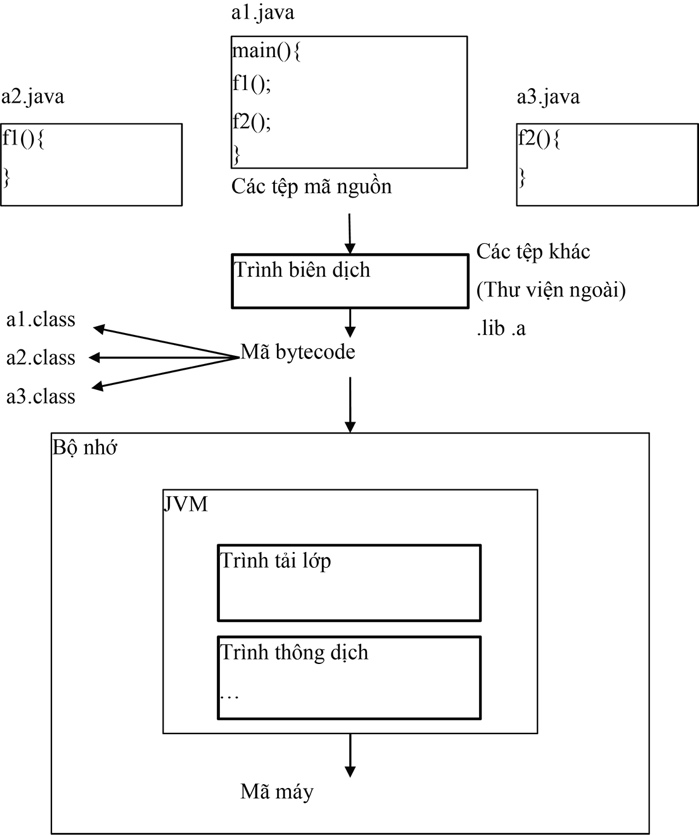 a1.java
main(){
f1();
f2();
}
a2.java
f1(){
}
a3.java
f2(){
}
Các tệp mã nguồn
Trình biên dịch
Các tệp khác
(Thư viện ngoài)
.lib .a
Mã bytecode
a1.class
a2.class
a3.class
Bộ nhớ
JVM
Trình tải lớp
Trình thông dịch
…
Mã máy